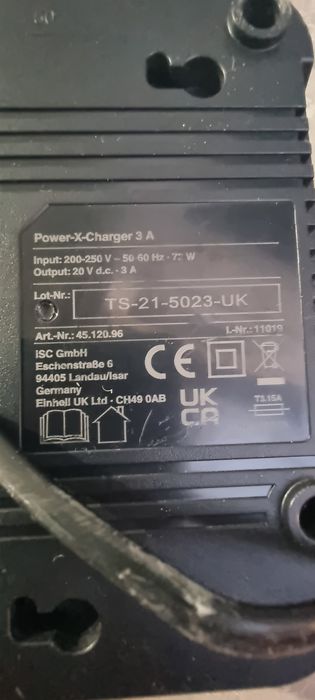 Power-X-Charger 3 A
Input: 200-250 V ~ 50-60 Hz · W
Output: 20 V d.c. · 3 A
Lot-Nr.: TS-21-5023-UK
Art.-Nr.: 45.120.96 I.-Nr.: 11019
ISC GmbH
Eschenstraße 6
94405 Landau/Isar
Germany
Einhell UK Ltd · CH49 0AB
CE
UK
CA
T3.15A